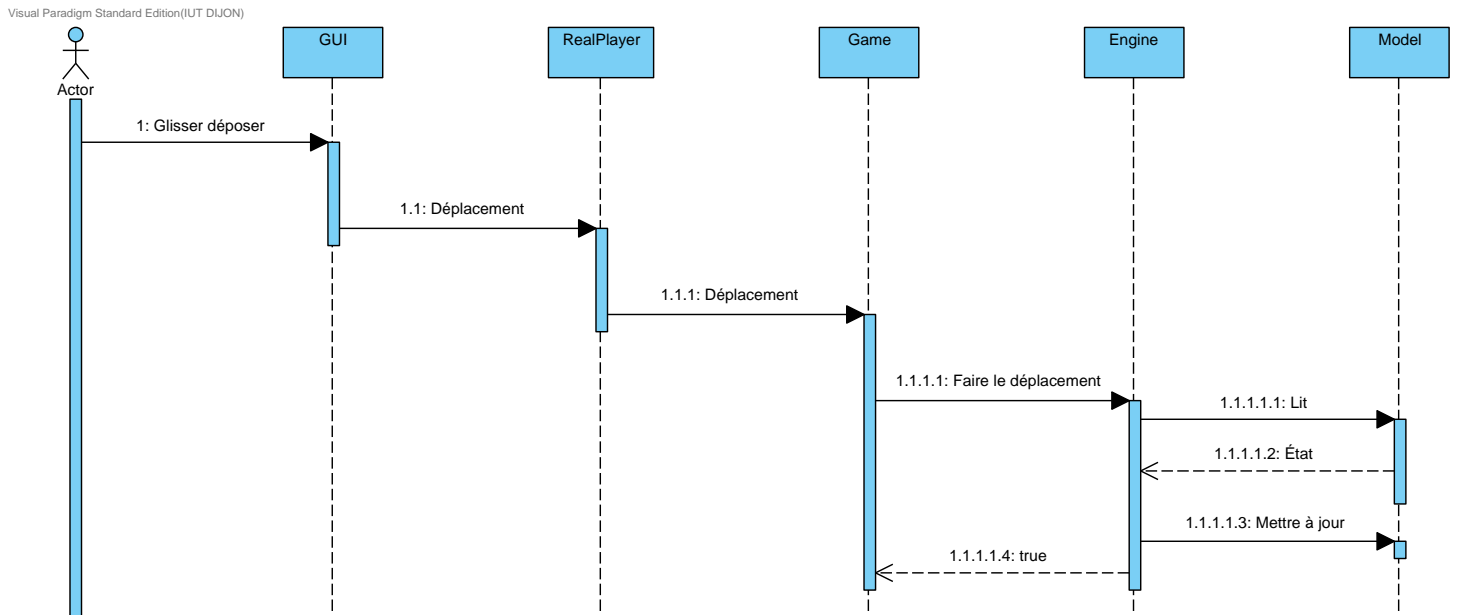 Visual Paradigm Standard Edition(IUT DIJON)
Actor
GUI
RealPlayer
Game
Engine
Model
1: Glisser déposer
1.1: Déplacement
1.1.1: Déplacement
1.1.1.1: Faire le déplacement
1.1.1.1.1: Lit
1.1.1.1.2: État
1.1.1.1.3: Mettre à jour
1.1.1.1.4: true